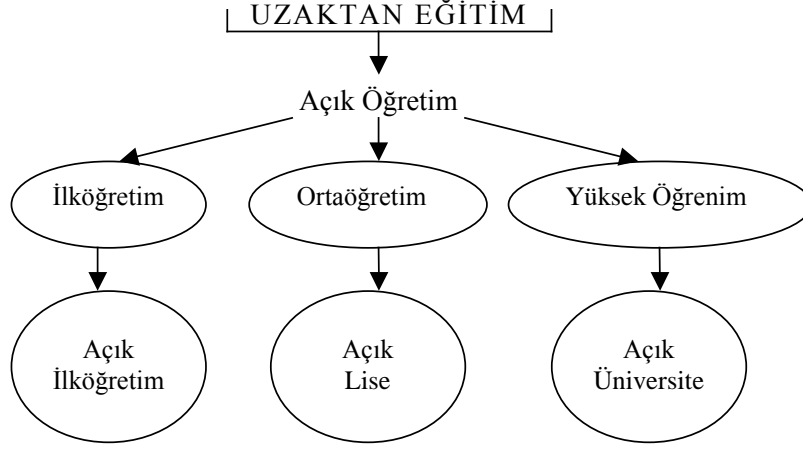 UZAKTAN EĞİTİM
Açık Öğretim
İlköğretim
Ortaöğretim
Yüksek Öğrenim
Açık
İlköğretim
Açık
Lise
Açık
Üniversite